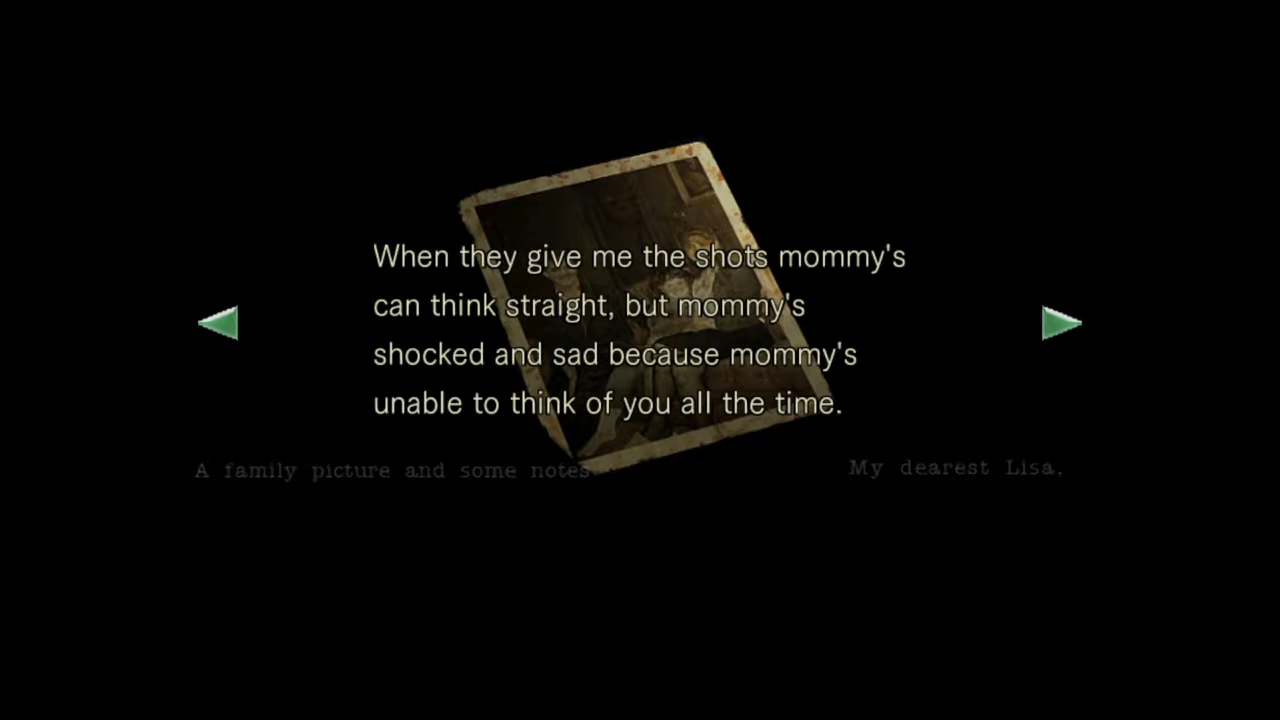 When they give me the shots mommy's
can think straight, but mommy's
shocked and sad because mommy's
unable to think of you all the time.
A family picture and some notes
My dearest Lisa,